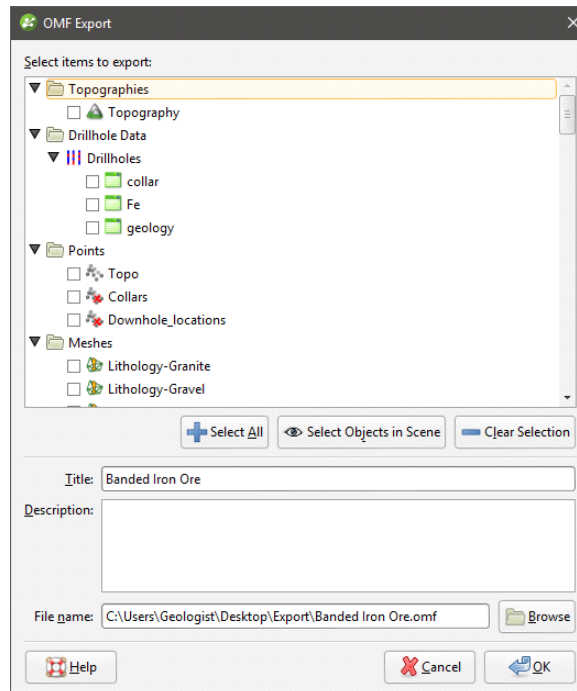 OMF Export
Select items to export:
Topographies
Topography
Drillhole Data
Drillholes
collar
Fe
geology
Points
Topo
Collars
Downhole_locations
Meshes
Lithology-Granite
Lithology-Gravel
Select All
Select Objects in Scene
Clear Selection
Title: Banded Iron Ore
Description:
File name: C:\Users\Geologist\Desktop\Export\Banded Iron Ore.omf
Browse
Help
Cancel
OK